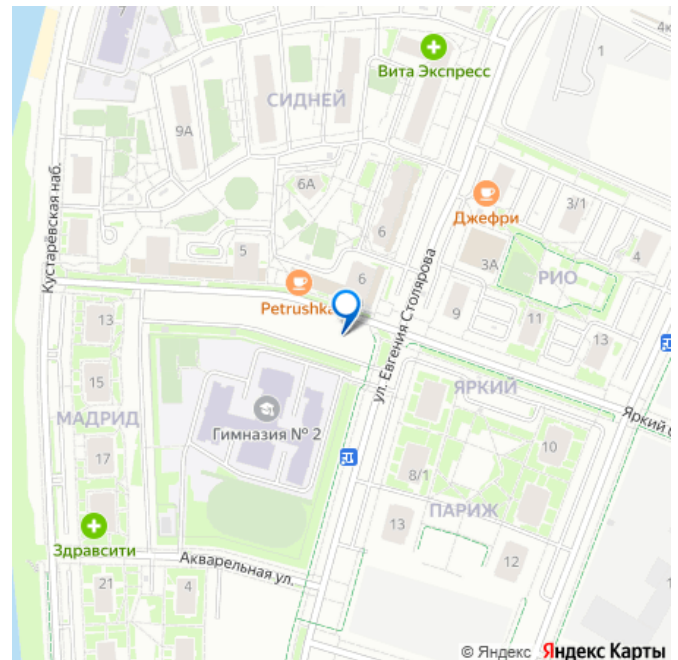 7
1
4к
Вита Экспресс
СИДНЕЙ
9А
Кустарёвская наб.
6А
3/1
Джефри
5
6
3А
РИО
4
6
Petrushka
ул. Евгения Столярова
9
11
13
13
15
МАДРИД
Гимназия № 2
ЯРКИЙ
Яркий
17
8/1
10
ПАРИЖ
13
12
Здравсити
Акварельная ул.
21
4
1
© Яндекс Яндекс Карты